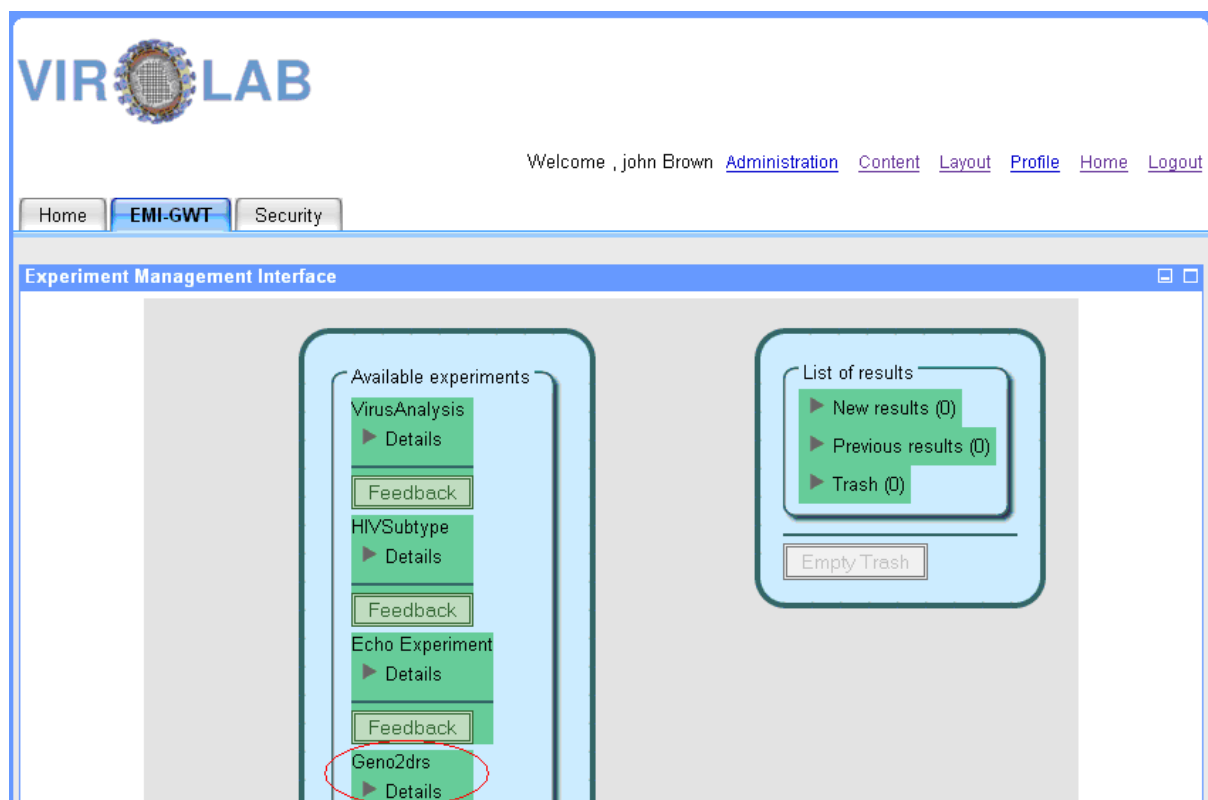 VIROLAB
Welcome , john Brown Administration Content Layout Profile Home Logout
Home EMI-GWT Security
Experiment Management Interface
Available experiments
VirusAnalysis
Details
Feedback
HIVSubtype
Details
Feedback
Echo Experiment
Details
Feedback
Geno2drs
Details
List of results
New results (0)
Previous results (0)
Trash (0)
Empty Trash